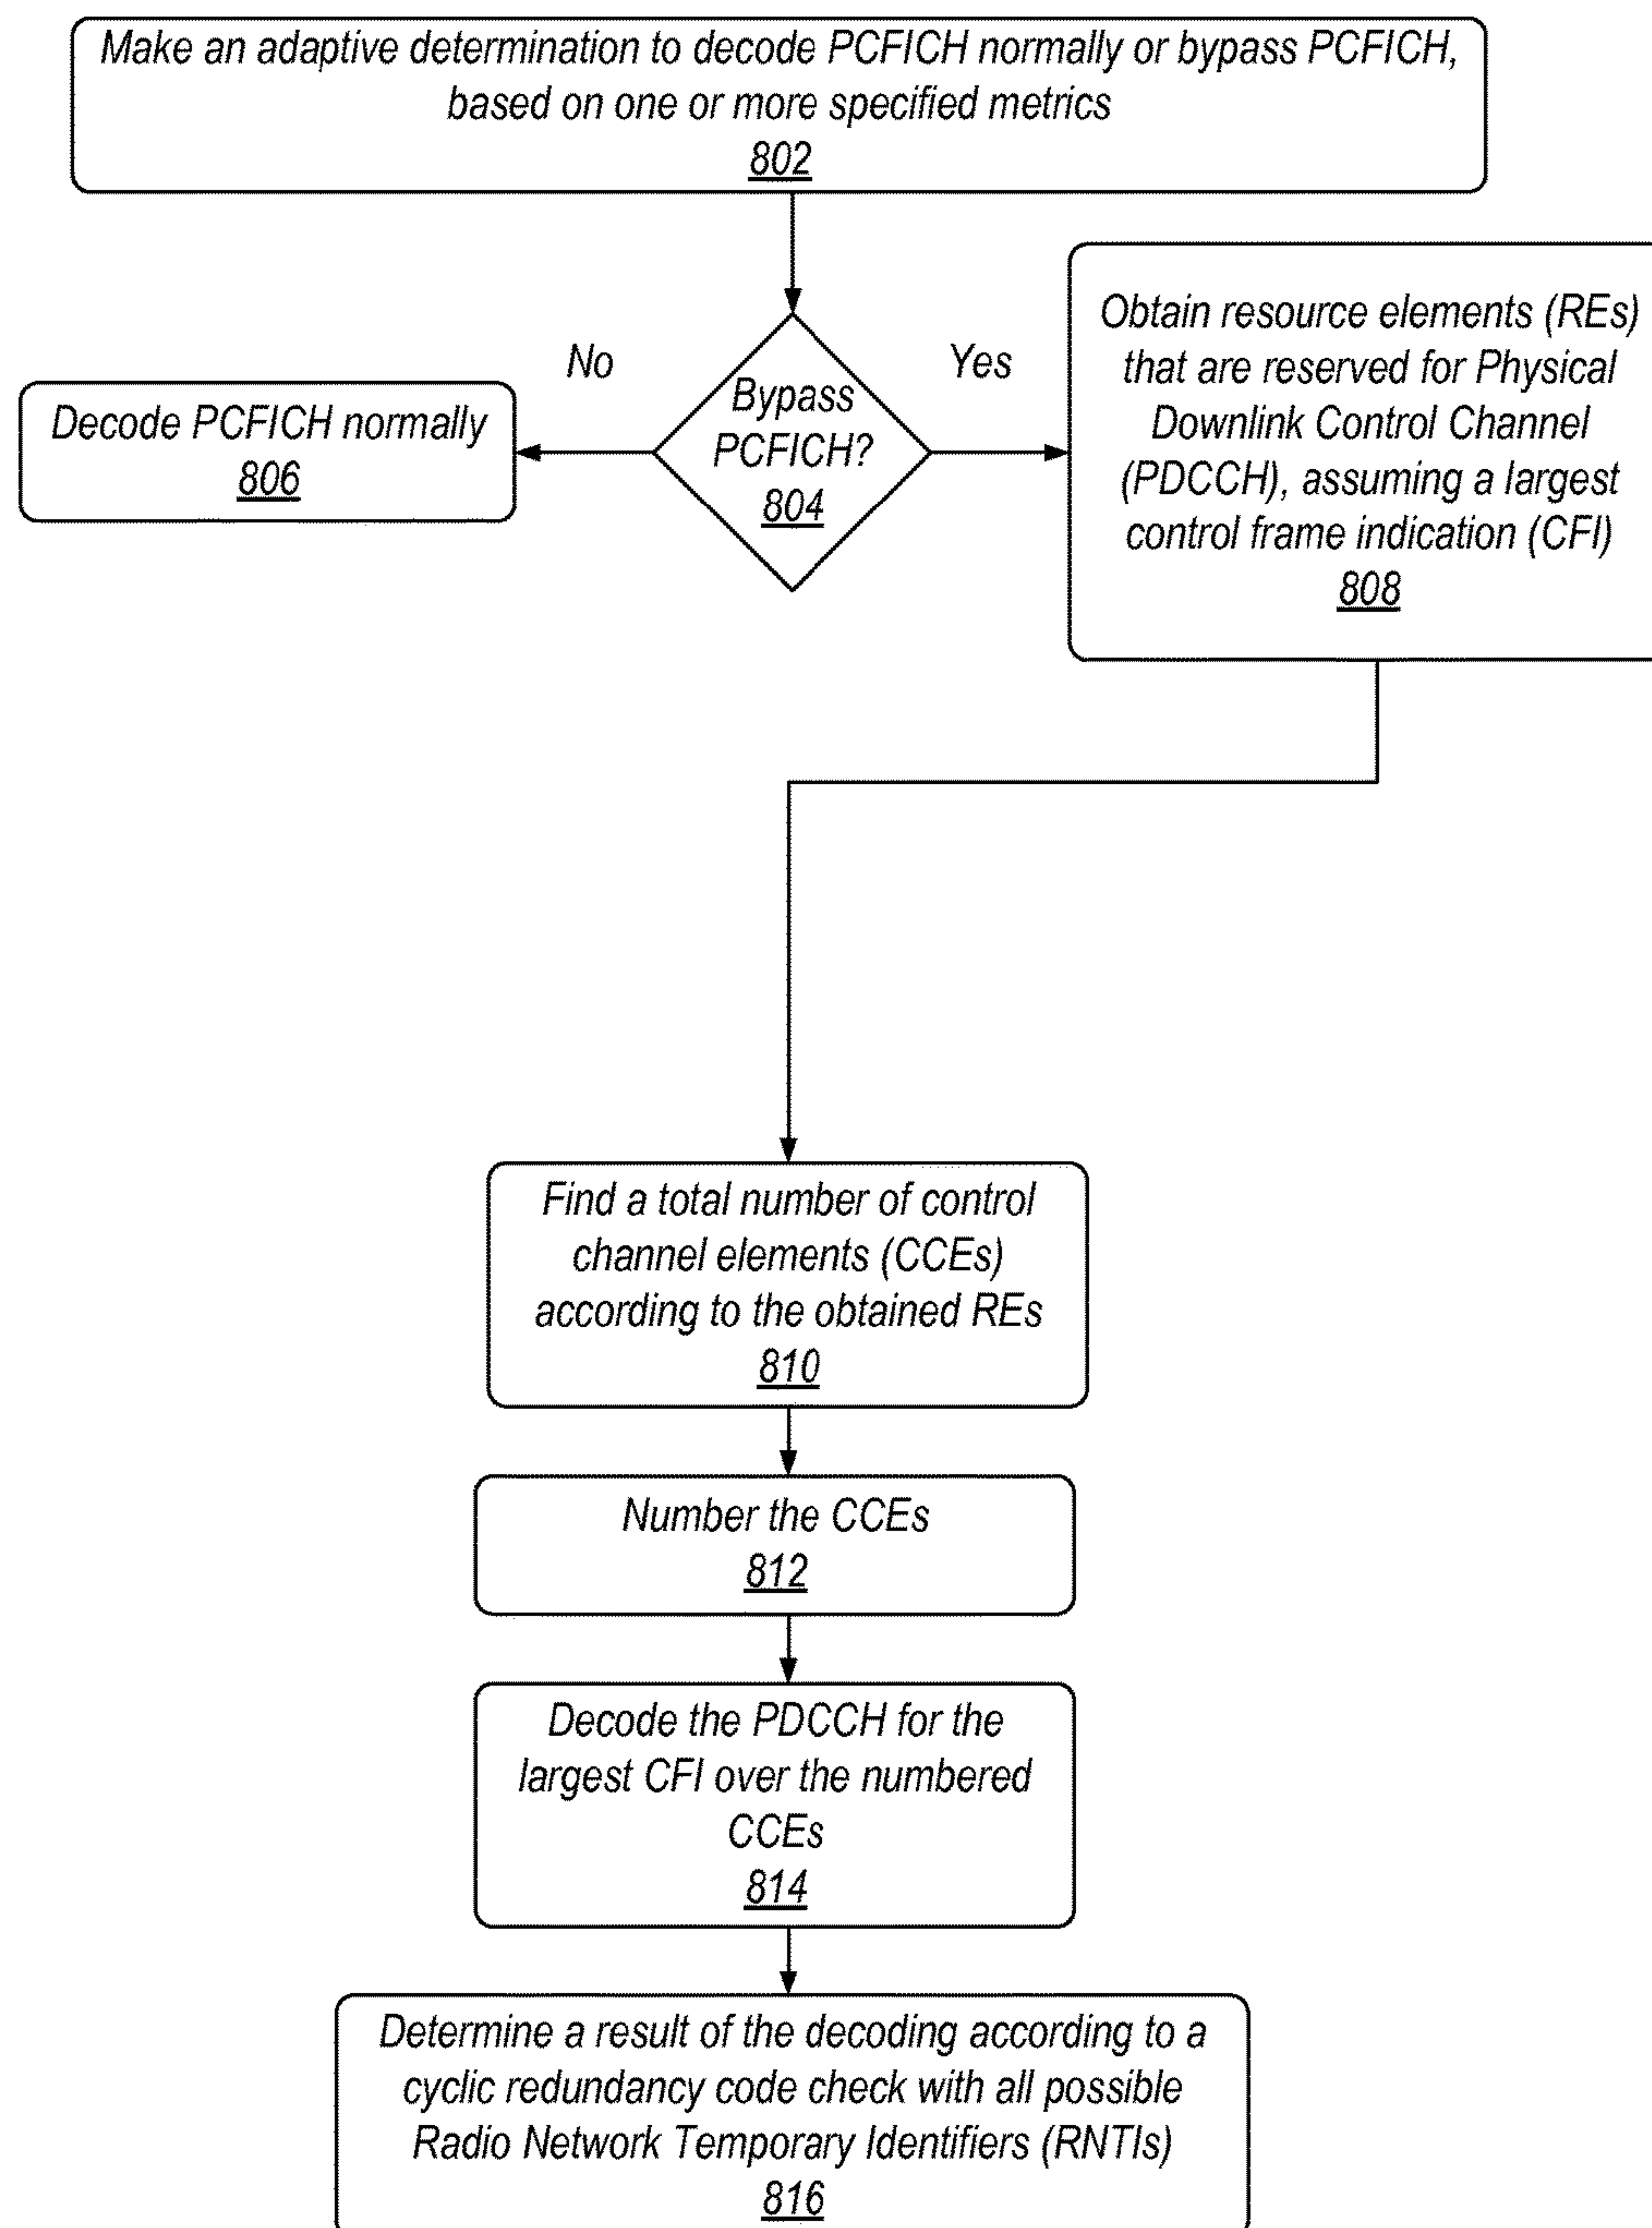 Make an adaptive determination to decode PCFICH normally or bypass PCFICH,
based on one or more specified metrics
802
No
Yes
Bypass
PCFICH?
804
Decode PCFICH normally
806
Obtain resource elements (REs)
that are reserved for Physical
Downlink Control Channel
(PDCCH), assuming a largest
control frame indication (CFI)
808
Find a total number of control
channel elements (CCEs)
according to the obtained REs
810
Number the CCEs
812
Decode the PDCCH for the
largest CFI over the numbered
CCEs
814
Determine a result of the decoding according to a
cyclic redundancy code check with all possible
Radio Network Temporary Identifiers (RNTIs)
816